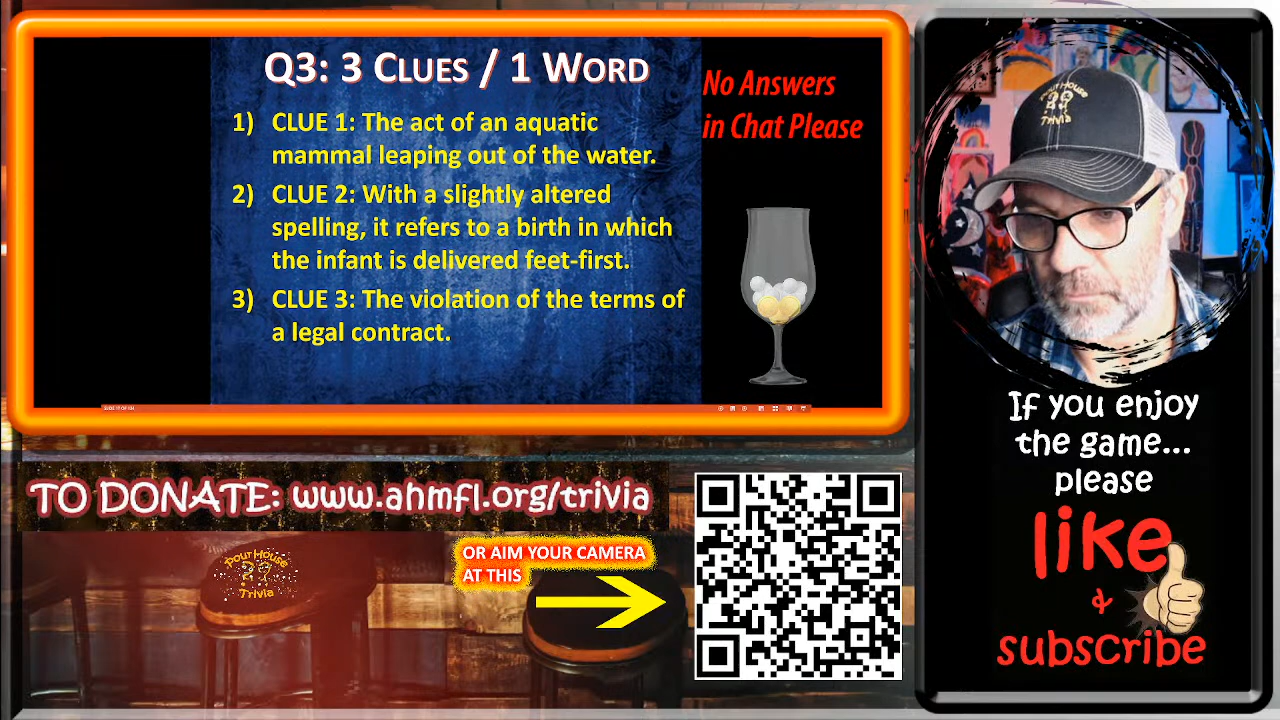 Q3: 3 CLUES / 1 WORD
1) CLUE 1: The act of an aquatic
mammal leaping out of the water.
2) CLUE 2: With a slightly altered
spelling, it refers to a birth in which
the infant is delivered feet-first.
3) CLUE 3: The violation of the terms of
a legal contract.
No Answers
in Chat Please
Pour House
Trivia
If you enjoy
the game...
please
like
&
subscribe
TO DONATE: www.ahmfl.org/trivia
OR AIM YOUR CAMERA
AT THIS
Pour House
Trivia